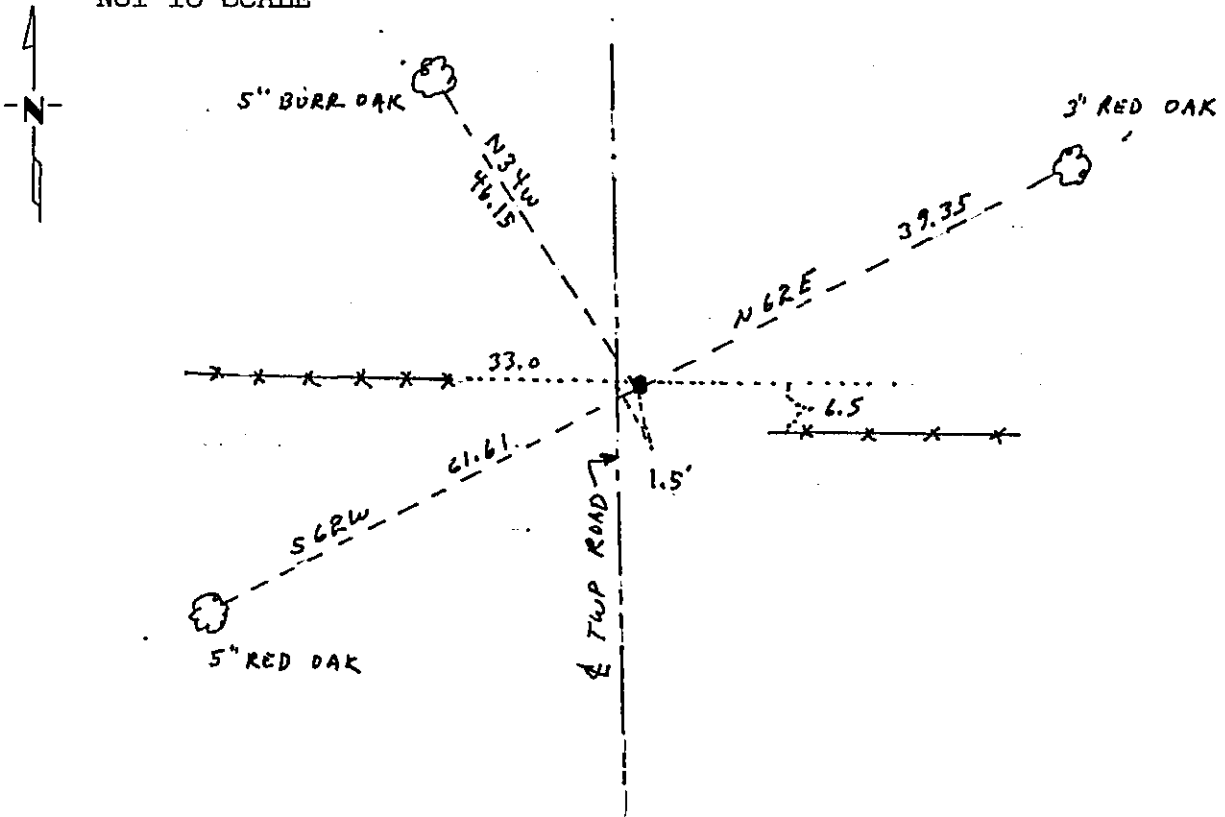 NOT TO SCALE
N
5" BURR OAK
3" RED OAK
N34W
46.15
39.35
N62E
33.0
6.5
61.61
1.5'
S62W
℄ TWP ROAD
5" RED OAK